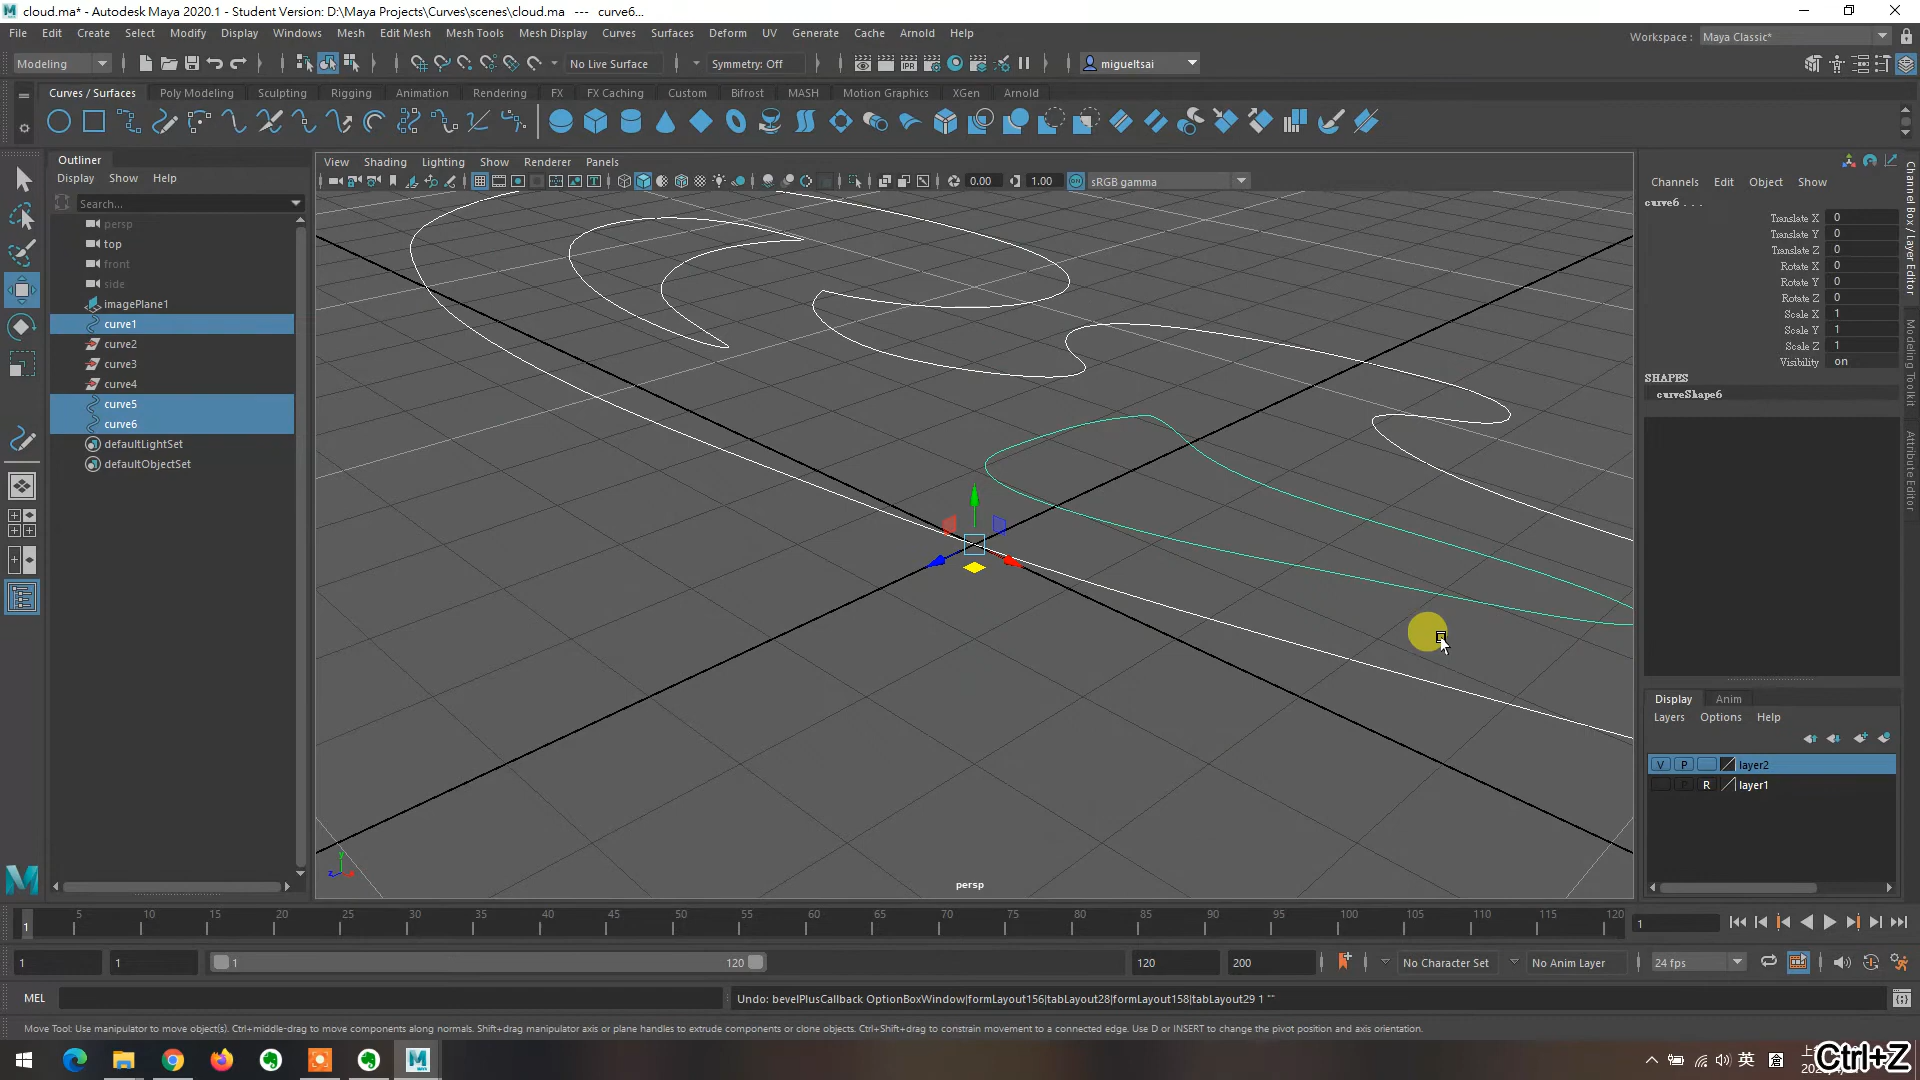 cloud.ma* - Autodesk Maya 2020.1 - Student Version: D:\Maya Projects\Curves\scenes\cloud.ma --- curve6...
File Edit Create Select Modify Display Windows Mesh Edit Mesh Mesh Tools Mesh Display Curves Surfaces Deform UV Generate Cache Arnold Help
Workspace : Maya Classic*
Modeling
No Live Surface
Symmetry: Off
IPR
migueltsai
Curves / Surfaces Poly Modeling Sculpting Rigging Animation Rendering FX FX Caching Custom Bifrost MASH Motion Graphics XGen Arnold
Outliner
Display Show Help
Search...
persp
top
front
side
imagePlane1
curve1
curve2
curve3
curve4
curve5
curve6
defaultLightSet
defaultObjectSet
View Shading Lighting Show Renderer Panels
0.00 1.00 sRGB gamma
persp
y
z
Channels Edit Object Show
curve6 . . .
Translate X 0
Translate Y 0
Translate Z 0
Rotate X 0
Rotate Y 0
Rotate Z 0
Scale X 1
Scale Y 1
Scale Z 1
Visibility on
SHAPES
curveShape6
Channel Box / Layer Editor
Modeling Toolkit
Attribute Editor
Display Anim
Layers Options Help
V P layer2
P R layer1
5 10 15 20 25 30 35 40 45 50 55 60 65 70 75 80 85 90 95 100 105 110 115 120
1
1
1 1 1 120 120 200 No Character Set No Anim Layer 24 fps
MEL
Undo: bevelPlusCallback OptionBoxWindow|formLayout156|tabLayout28|formLayout158|tabLayout29 1 ""
Move Tool: Use manipulator to move object(s). Ctrl+middle-drag to move components along normals. Shift+drag manipulator axis or plane handles to extrude components or clone objects. Ctrl+Shift+drag to constrain movement to a connected edge. Use D or INSERT to change the pivot position and axis orientation.
英
Ctrl+Z